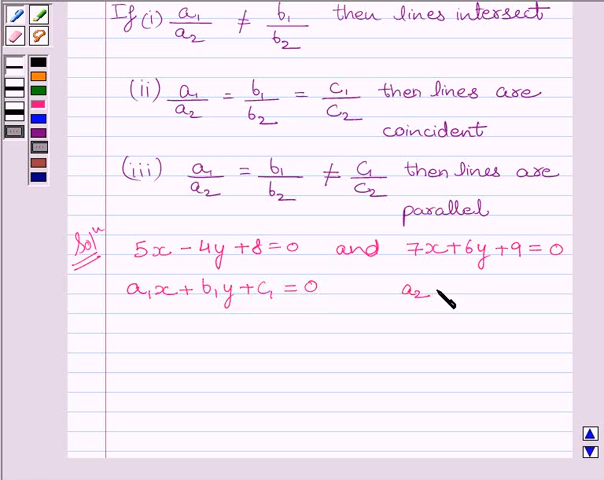 If (i) a₁/a₂ ≠ b₁/b₂ then lines intersect
(ii) a₁/a₂ = b₁/b₂ = c₁/c₂ then lines are
coincident
(iii) a₁/a₂ = b₁/b₂ ≠ c₁/c₂ then lines are
parallel
Solⁿ 5x - 4y + 8 = 0 and 7x + 6y + 9 = 0
a₁x + b₁y + c₁ = 0 a₂